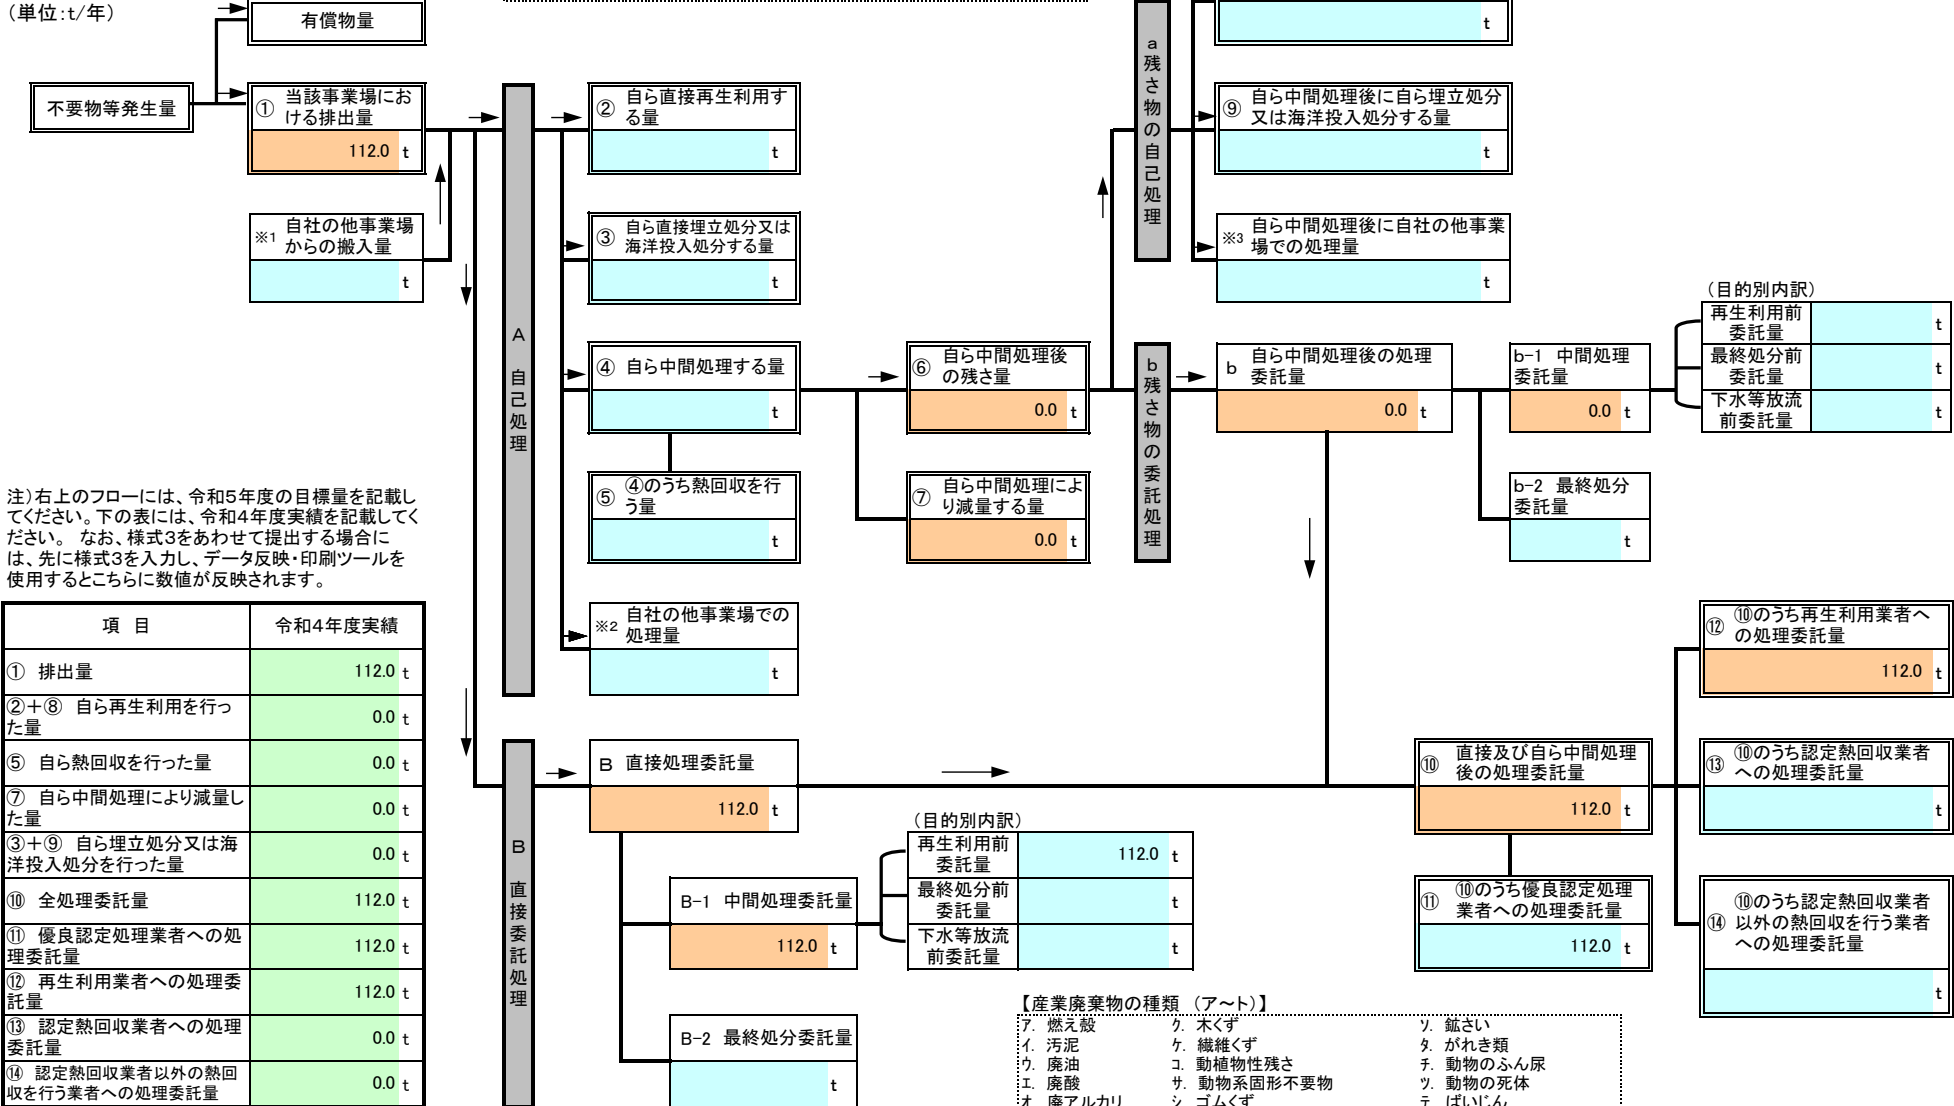 （単位：t/年）
有償物量
不要物等発生量
① 当該事業場にお
ける排出量
112.0 t
※1 自社の他事業場
からの搬入量
t
A 自己処理
② 自ら直接再生利用す
る量
t
③ 自ら直接埋立処分又は
海洋投入処分する量
t
④ 自ら中間処理する量
t
⑤ ④のうち熱回収を行
う量
t
※2 自社の他事業場での
処理量
t
⑥ 自ら中間処理後
の残さ量
0.0 t
⑦ 自ら中間処理によ
り減量する量
0.0 t
a 残さ物の自己処理
t
⑨ 自ら中間処理後に自ら埋立処分
又は海洋投入処分する量
t
※3 自ら中間処理後に自社の他事業
場での処理量
t
b 残さ物の委託処理
b 自ら中間処理後の処理
委託量
0.0 t
b-1 中間処理
委託量
0.0 t
b-2 最終処分
委託量
t
（目的別内訳）
再生利用前
委託量
t
最終処分前
委託量
t
下水等放流
前委託量
t
注）右上のフローには、令和5年度の目標量を記載し
てください。下の表には、令和4年度実績を記載してく
ださい。 なお、様式3をあわせて提出する場合に
は、先に様式3を入力し、データ反映・印刷ツールを
使用するとこちらに数値が反映されます。
項 目 令和4年度実績
① 排出量 112.0 t
②＋⑧ 自ら再生利用を行っ
た量 0.0 t
⑤ 自ら熱回収を行った量 0.0 t
⑦ 自ら中間処理により減量し
た量 0.0 t
③＋⑨ 自ら埋立処分又は海
洋投入処分を行った量 0.0 t
⑩ 全処理委託量 112.0 t
⑪ 優良認定処理業者への処
理委託量 112.0 t
⑫ 再生利用業者への処理委
託量 112.0 t
⑬ 認定熱回収業者への処理
委託量 0.0 t
⑭ 認定熱回収業者以外の熱回
収を行う業者への処理委託量 0.0 t
B 直接委託処理
B 直接処理委託量
112.0 t
B-1 中間処理委託量
112.0 t
B-2 最終処分委託量
t
（目的別内訳）
再生利用前
委託量
112.0 t
最終処分前
委託量
t
下水等放流
前委託量
t
⑩ 直接及び自ら中間処理
後の処理委託量
112.0 t
⑪ ⑩のうち優良認定処理
業者への処理委託量
112.0 t
⑫ ⑩のうち再生利用業者へ
の処理委託量
112.0 t
⑬ ⑩のうち認定熱回収業者
への処理委託量
t
⑭ ⑩のうち認定熱回収業者
以外の熱回収を行う業者
への処理委託量
t
【産業廃棄物の種類 （ア～ト）】
ア. 燃え殻 ク. 木くず ソ. 鉱さい
イ. 汚泥 ケ. 繊維くず タ. がれき類
ウ. 廃油 コ. 動植物性残さ チ. 動物のふん尿
エ. 廃酸 サ. 動物系固形不要物 ツ. 動物の死体
オ. 廃アルカリ シ. ゴムくず テ. ばいじん